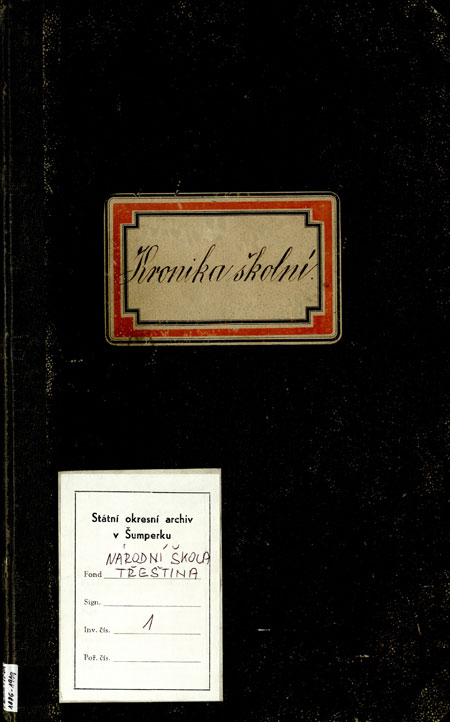 Kronika školní.
Státní okresní archiv
v Šumperku
NÁRODNÍ ŠKOLA
Fond TŘEŠTINA
Sign.
Inv. čís. 1
Poř. čís.